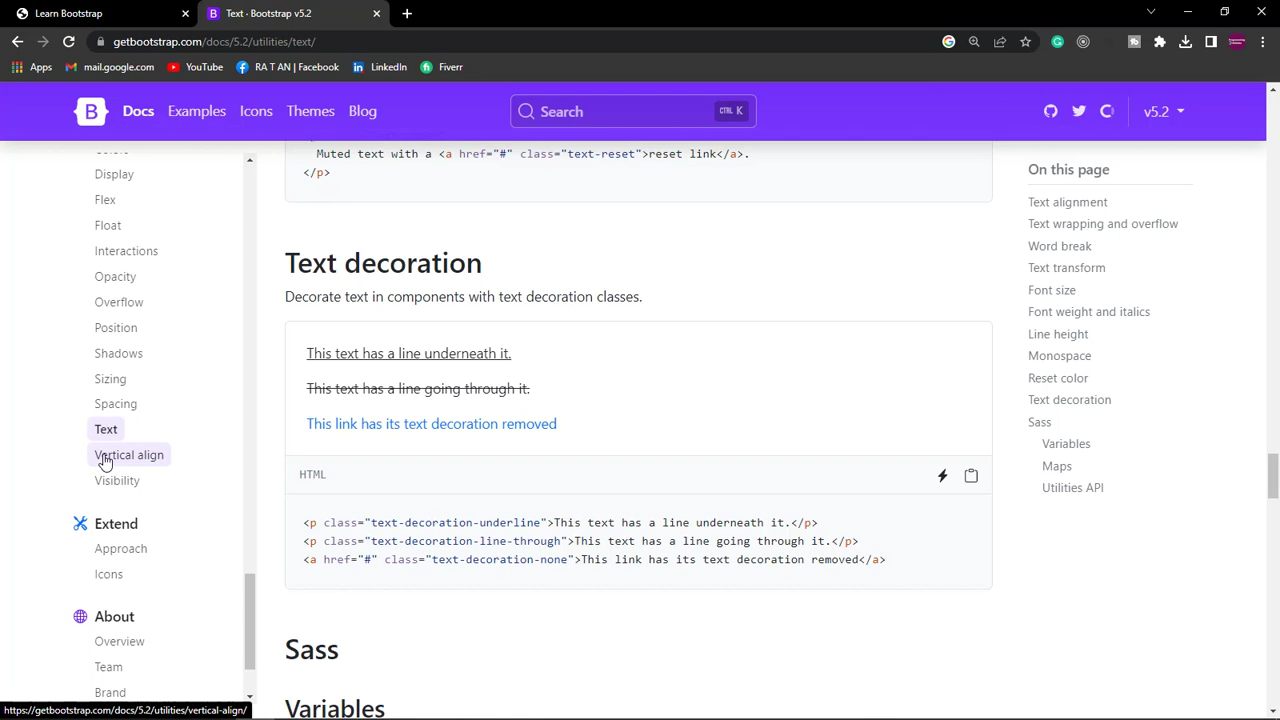 Learn Bootstrap
Text · Bootstrap v5.2
getbootstrap.com/docs/5.2/utilities/text/
Apps
mail.google.com
YouTube
RA T AN | Facebook
LinkedIn
Fiverr
B
Docs
Examples
Icons
Themes
Blog
Search
CTRL K
v5.2
Display
Flex
Float
Interactions
Opacity
Overflow
Position
Shadows
Sizing
Spacing
Text
Vertical align
Visibility
Extend
Approach
Icons
About
Overview
Team
Brand
Muted text with a <a href="#" class="text-reset">reset link</a>.
</p>
Text decoration
Decorate text in components with text decoration classes.
This text has a line underneath it.
This text has a line going through it.
This link has its text decoration removed
HTML
<p class="text-decoration-underline">This text has a line underneath it.</p>
<p class="text-decoration-line-through">This text has a line going through it.</p>
<a href="#" class="text-decoration-none">This link has its text decoration removed</a>
Sass
Variables
On this page
Text alignment
Text wrapping and overflow
Word break
Text transform
Font size
Font weight and italics
Line height
Monospace
Reset color
Text decoration
Sass
Variables
Maps
Utilities API
https://getbootstrap.com/docs/5.2/utilities/vertical-align/